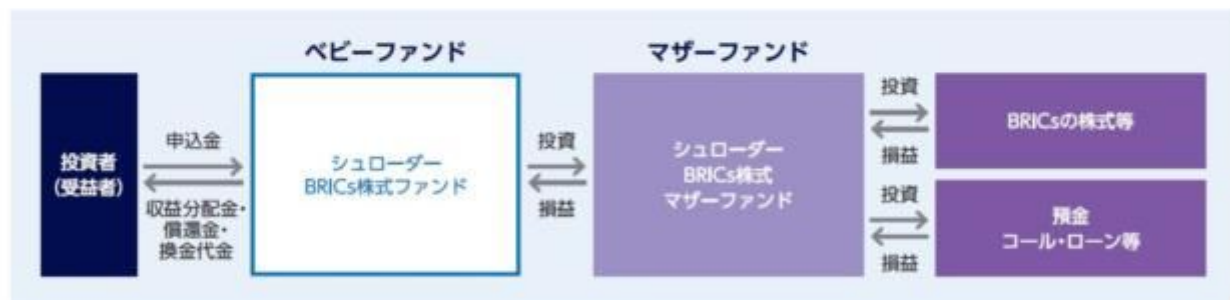 ベビーファンド
マザーファンド
投資者
(受益者)
申込金
収益分配金・
償還金・
換金代金
シュローダー
BRICs株式ファンド
投資
損益
シュローダー
BRICs株式
マザーファンド
投資
損益
BRICsの株式等
投資
損益
預金
コール・ローン等